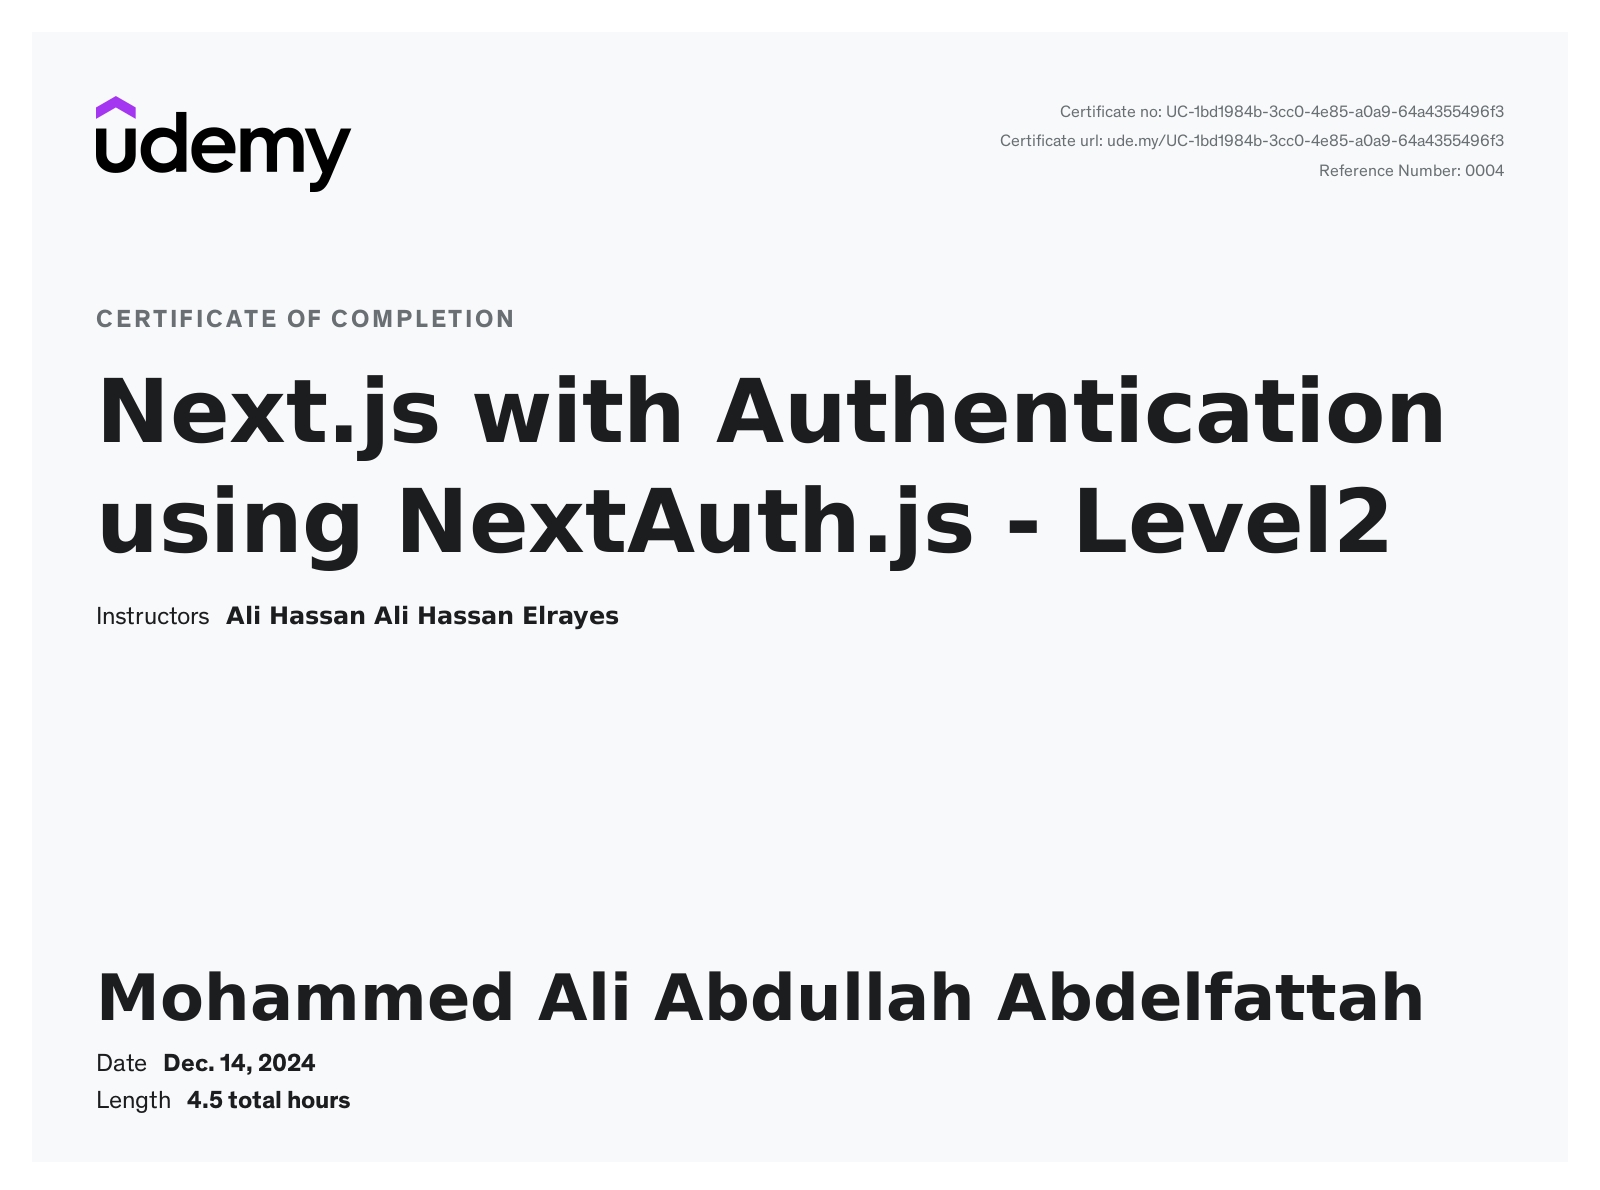 udemy
Certificate no: UC-1bd1984b-3cc0-4e85-a0a9-64a4355496f3
Certificate url: ude.my/UC-1bd1984b-3cc0-4e85-a0a9-64a4355496f3
Reference Number: 0004
CERTIFICATE OF COMPLETION
Next.js with Authentication
using NextAuth.js - Level2
Instructors Ali Hassan Ali Hassan Elrayes
Mohammed Ali Abdullah Abdelfattah
Date Dec. 14, 2024
Length 4.5 total hours